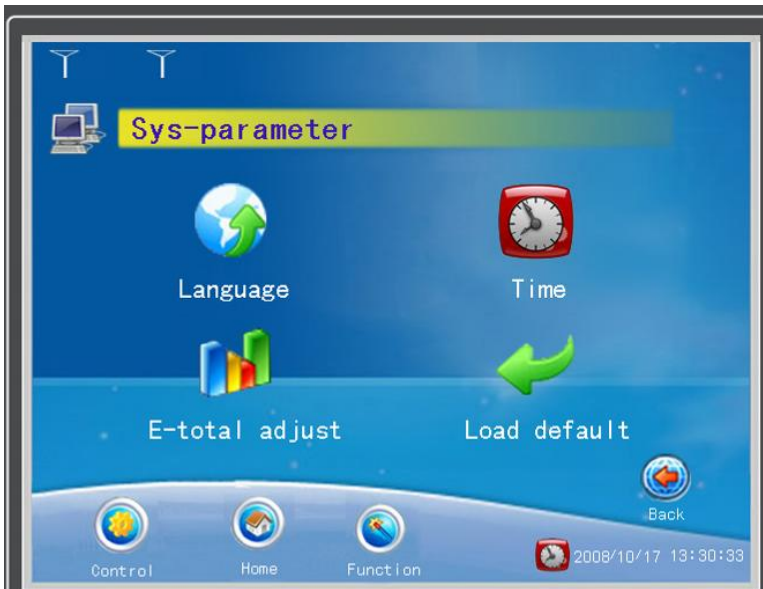 Sys-parameter
Language
Time
E-total adjust
Load default
Back
Control
Home
Function
2008/10/17 13:30:33